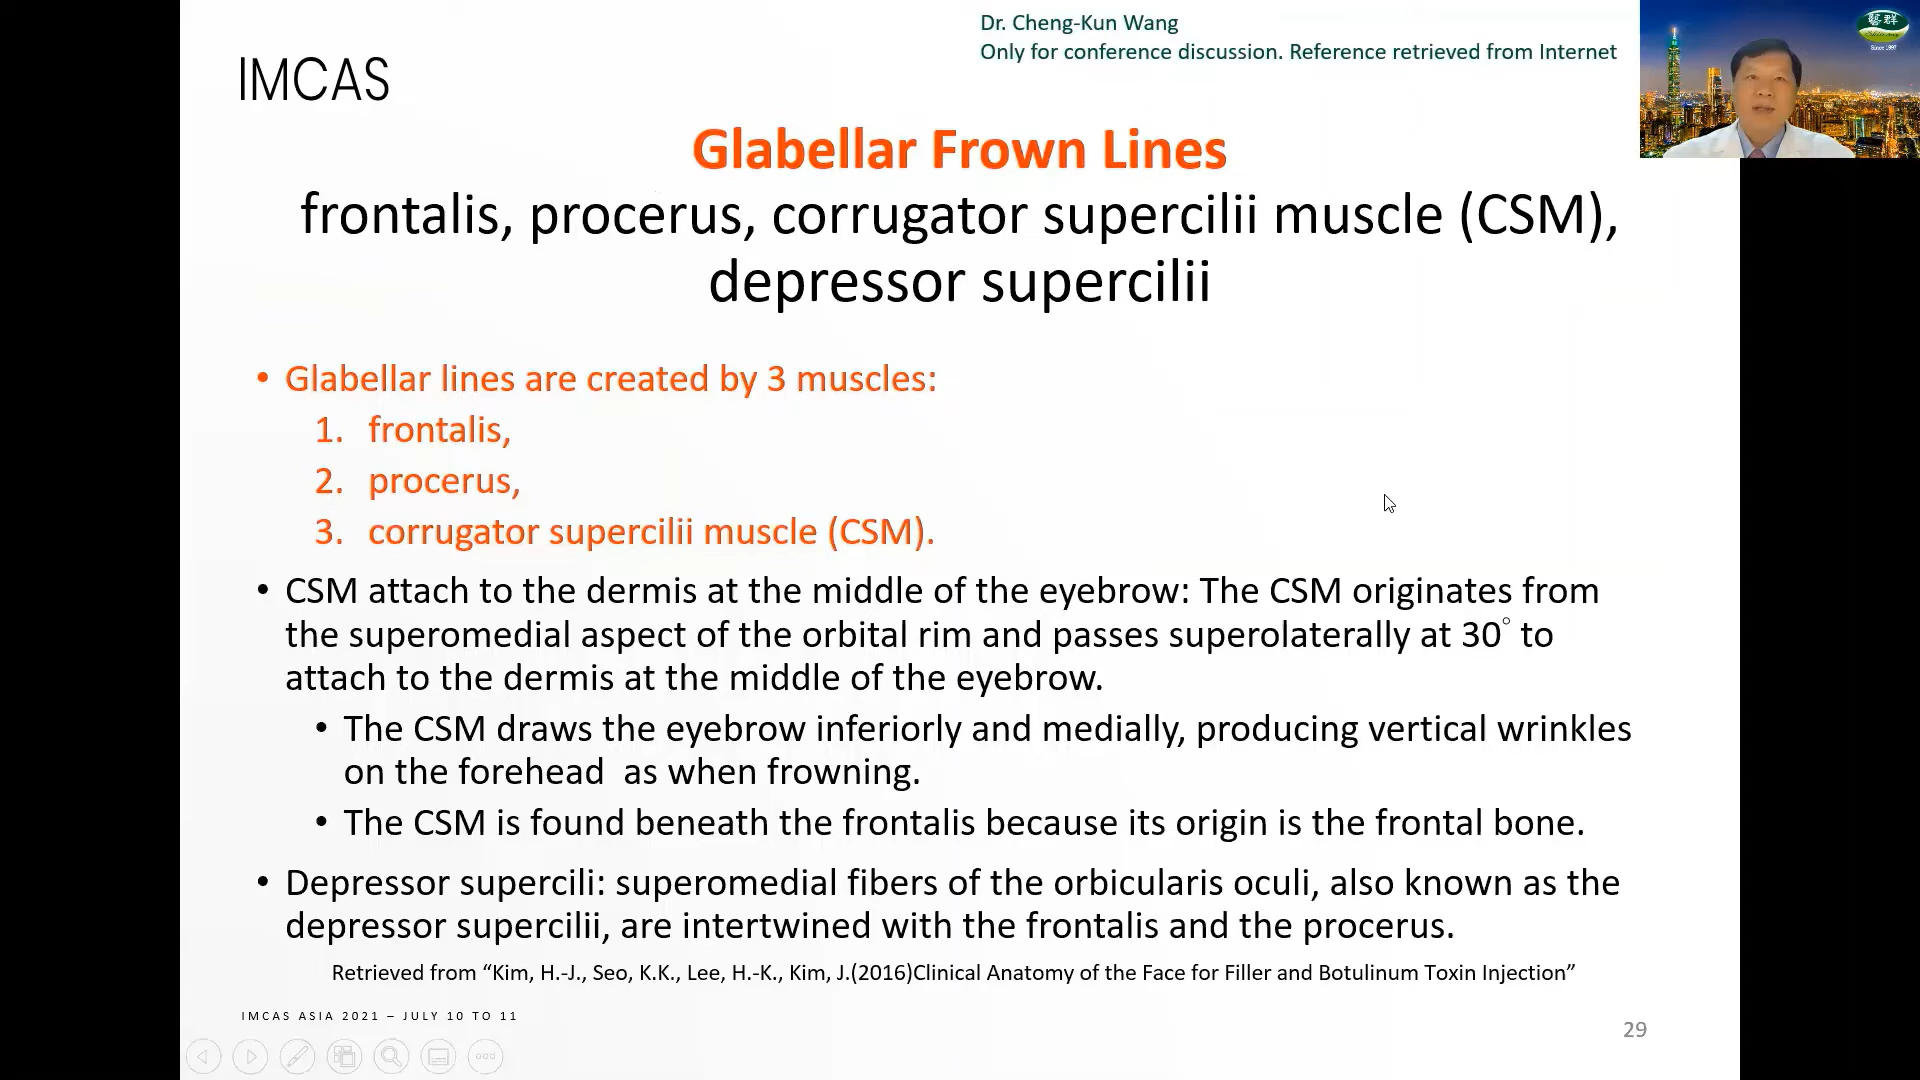 Dr. Cheng-Kun Wang
Only for conference discussion. Reference retrieved from Internet
藝群
Since 1997
IMCAS
Glabellar Frown Lines
frontalis, procerus, corrugator supercilii muscle (CSM),
depressor supercilii
• Glabellar lines are created by 3 muscles:
1. frontalis,
2. procerus,
3. corrugator supercilii muscle (CSM).
• CSM attach to the dermis at the middle of the eyebrow: The CSM originates from
the superomedial aspect of the orbital rim and passes superolaterally at 30° to
attach to the dermis at the middle of the eyebrow.
• The CSM draws the eyebrow inferiorly and medially, producing vertical wrinkles
on the forehead  as when frowning.
• The CSM is found beneath the frontalis because its origin is the frontal bone.
• Depressor supercili: superomedial fibers of the orbicularis oculi, also known as the
depressor supercilii, are intertwined with the frontalis and the procerus.
Retrieved from “Kim, H.-J., Seo, K.K., Lee, H.-K., Kim, J.(2016)Clinical Anatomy of the Face for Filler and Botulinum Toxin Injection”
IMCAS ASIA 2021 – JULY 10 TO 11
29